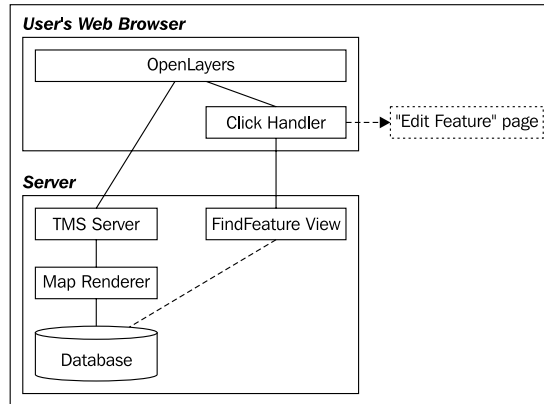 User's Web Browser
OpenLayers
Click Handler
"Edit Feature" page
Server
TMS Server
FindFeature View
Map Renderer
Database